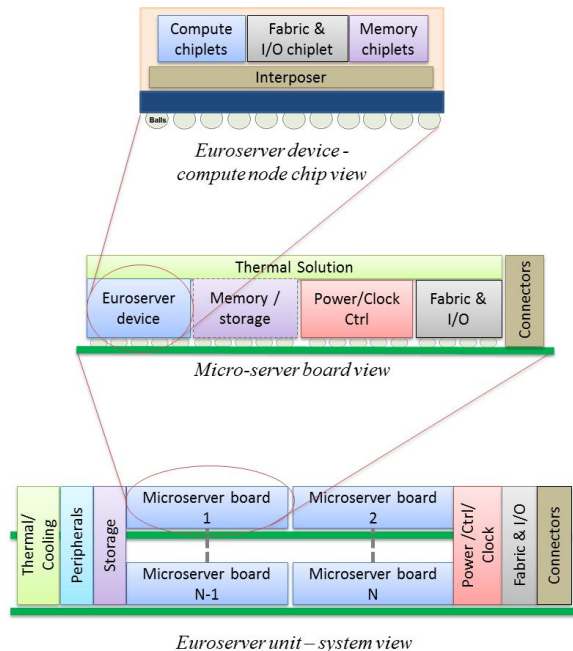 Compute
chiplets
Fabric &
I/O chiplet
Memory
chiplets
Interposer
Balls
Euroserver device -
compute node chip view
Thermal Solution
Euroserver
device
Memory /
storage
Power/Clock
Ctrl
Fabric &
I/O
Connectors
Micro-server board view
Thermal/
Cooling
Peripherals
Storage
Microserver board
1
Microserver board
2
Microserver board
N-1
Microserver board
N
Power /Ctrl/
Clock
Fabric & I/O
Connectors
Euroserver unit – system view